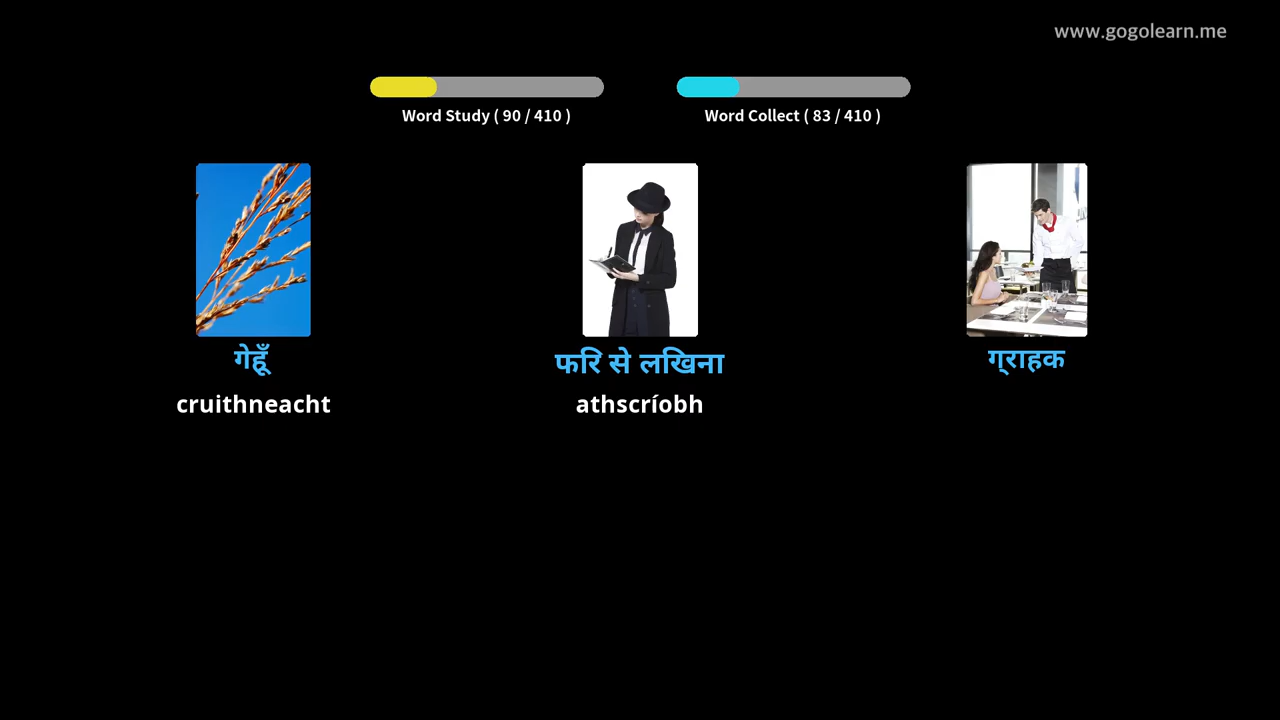 www.gogolearn.me
Word Study ( 90 / 410 )
Word Collect ( 83 / 410 )
गेहूँ
फरि से लखिना
ग्राहक
cruithneacht
athscríobh